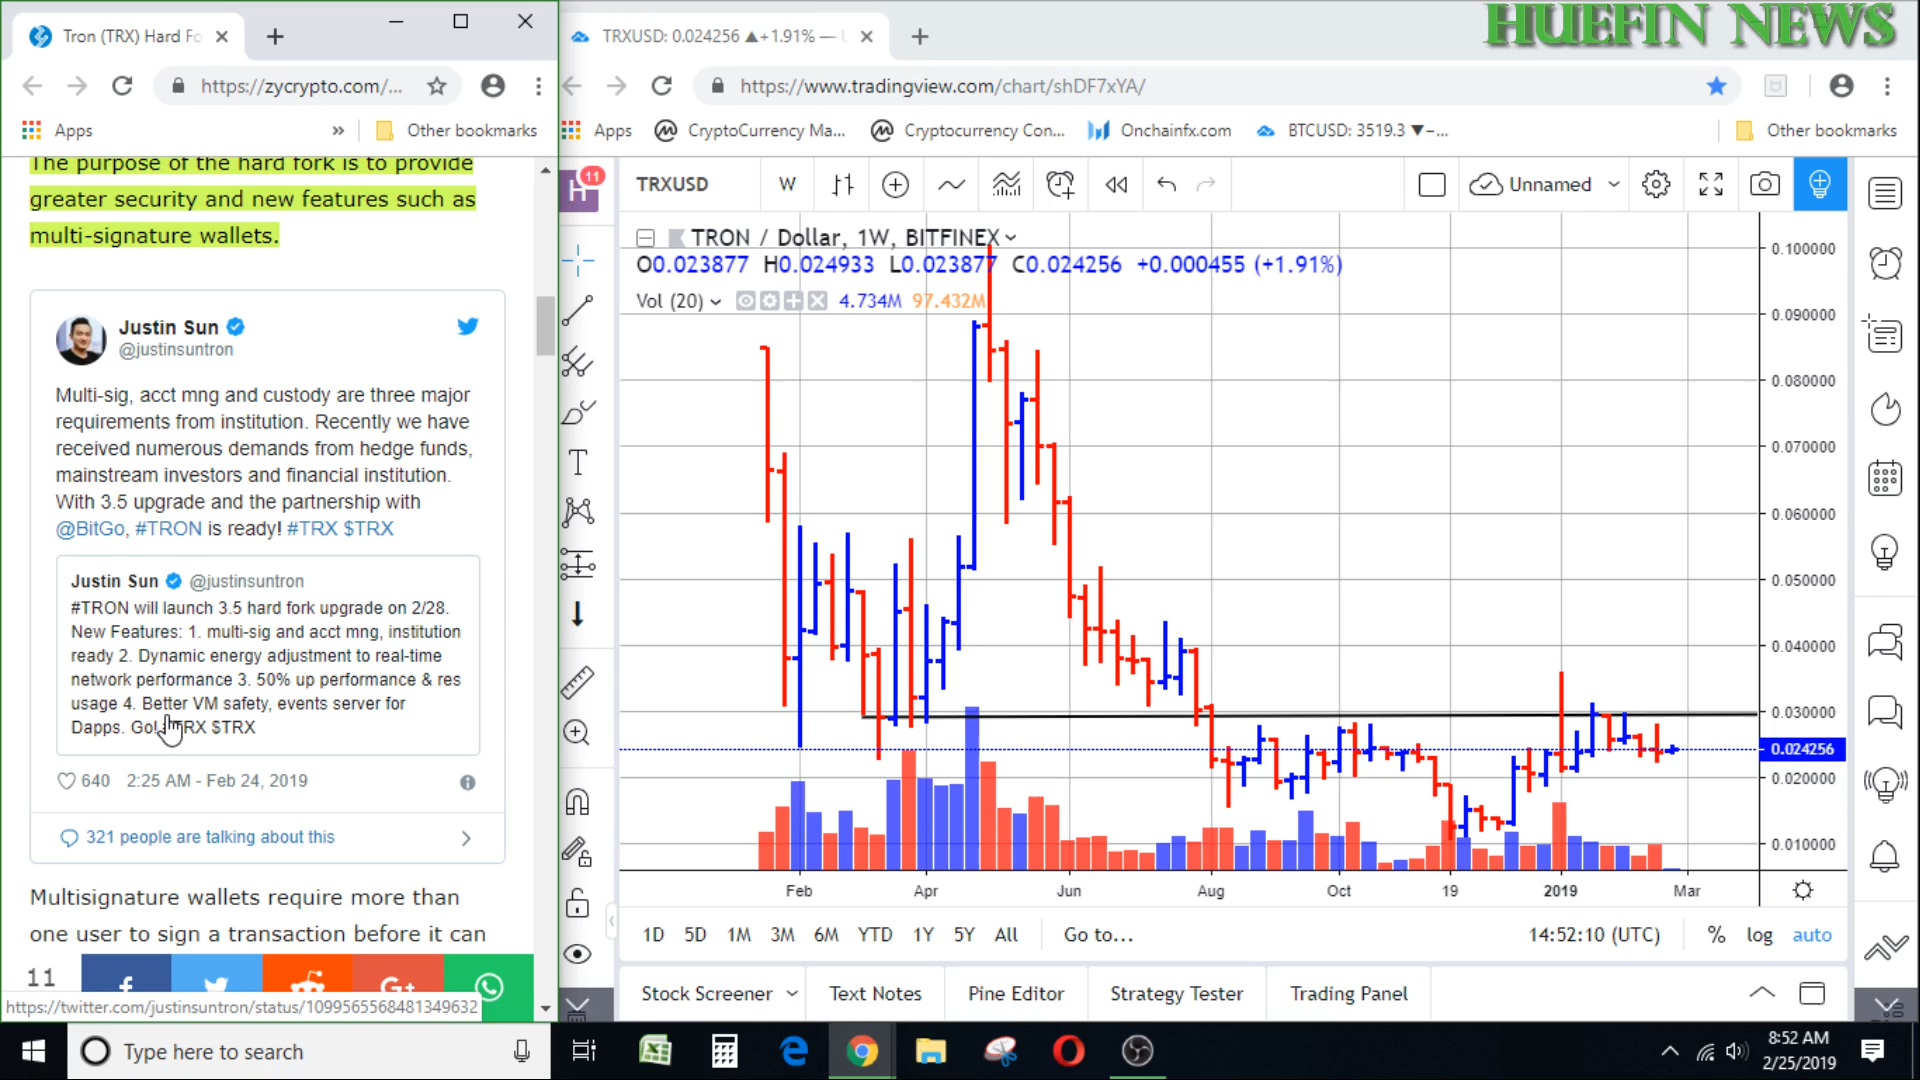 Tron (TRX) Hard Fo
TRXUSD: 0.024256 ▲+1.91% —
HUEFIN NEWS
https://zycrypto.com/...
https://www.tradingview.com/chart/shDF7xYA/
Apps
»
Other bookmarks
Apps
CryptoCurrency Ma...
Cryptocurrency Con...
Onchainfx.com
BTCUSD: 3519.3 ▼−...
Other bookmarks
The purpose of the hard fork is to provide
greater security and new features such as
multi-signature wallets.
Justin Sun
@justinsuntron
Multi-sig, acct mng and custody are three major
requirements from institution. Recently we have
received numerous demands from hedge funds,
mainstream investors and financial institution.
With 3.5 upgrade and the partnership with
@BitGo, #TRON is ready! #TRX $TRX
Justin Sun @justinsuntron
#TRON will launch 3.5 hard fork upgrade on 2/28.
New Features: 1. multi-sig and acct mng, institution
ready 2. Dynamic energy adjustment to real-time
network performance 3. 50% up performance & res
usage 4. Better VM safety, events server for
Dapps. Go! RX $TRX
640 2:25 AM - Feb 24, 2019
321 people are talking about this
Multisignature wallets require more than
one user to sign a transaction before it can
11
https://twitter.com/justinsuntron/status/1099565568481349632
H 11
TRXUSD
W
Unnamed
TRON / Dollar, 1W, BITFINEX
O0.023877 H0.024933 L0.023877 C0.024256 +0.000455 (+1.91%)
Vol (20) 4.734M 97.432M
0.100000
0.090000
0.080000
0.070000
0.060000
0.050000
0.040000
0.030000
0.024256
0.020000
0.010000
Feb Apr Jun Aug Oct 19 2019 Mar
1D 5D 1M 3M 6M YTD 1Y 5Y All Go to...
14:52:10 (UTC) % log auto
Stock Screener Text Notes Pine Editor Strategy Tester Trading Panel
Type here to search
8:52 AM
2/25/2019